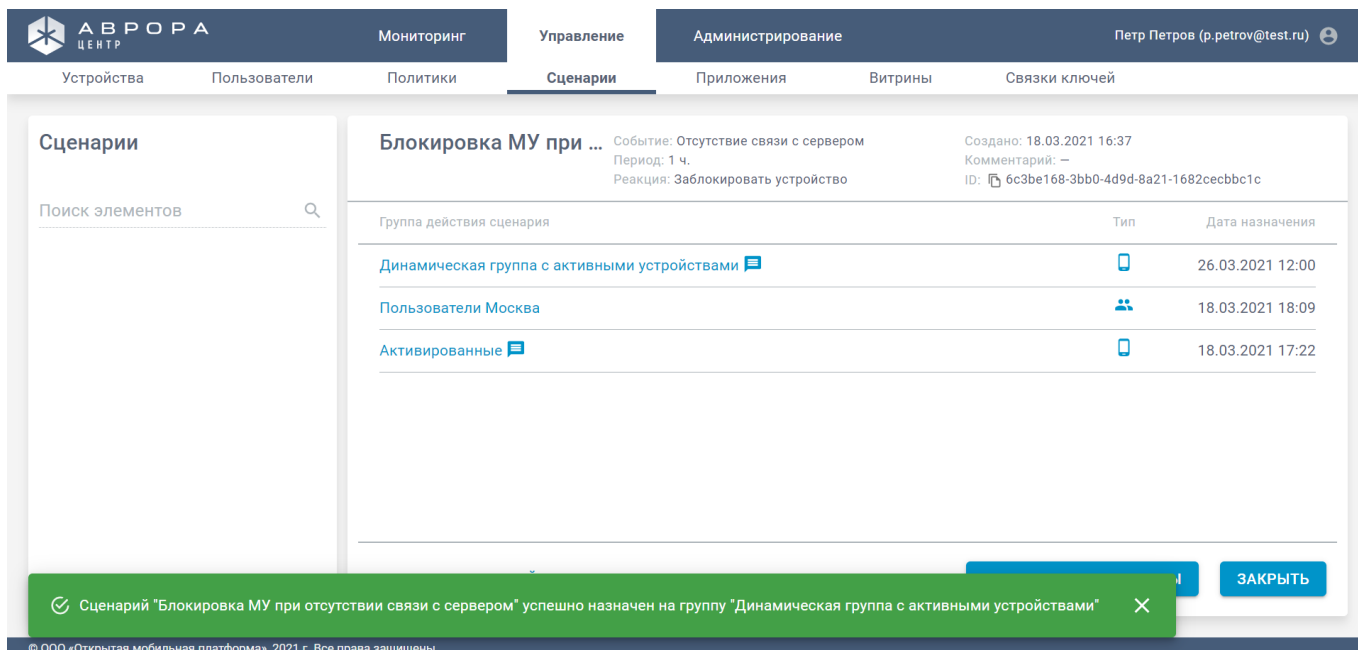 АВРОРА
ЦЕНТР
Мониторинг
Управление
Администрирование
Петр Петров (p.petrov@test.ru)
Устройства
Пользователи
Политики
Сценарии
Приложения
Витрины
Связки ключей
Сценарии
Поиск элементов
Блокировка МУ при ...
Событие: Отсутствие связи с сервером
Период: 1 ч.
Реакция: Заблокировать устройство
Создано: 18.03.2021 16:37
Комментарий: —
ID: 6c3be168-3bb0-4d9d-8a21-1682cecbbc1c
Группа действия сценария Тип Дата назначения
Динамическая группа с активными устройствами 26.03.2021 12:00
Пользователи Москва 18.03.2021 18:09
Активированные 18.03.2021 17:22
ЗАКРЫТЬ
Сценарий "Блокировка МУ при отсутствии связи с сервером" успешно назначен на группу "Динамическая группа с активными устройствами"
© ООО «Открытая мобильная платформа», 2021 г. Все права защищены